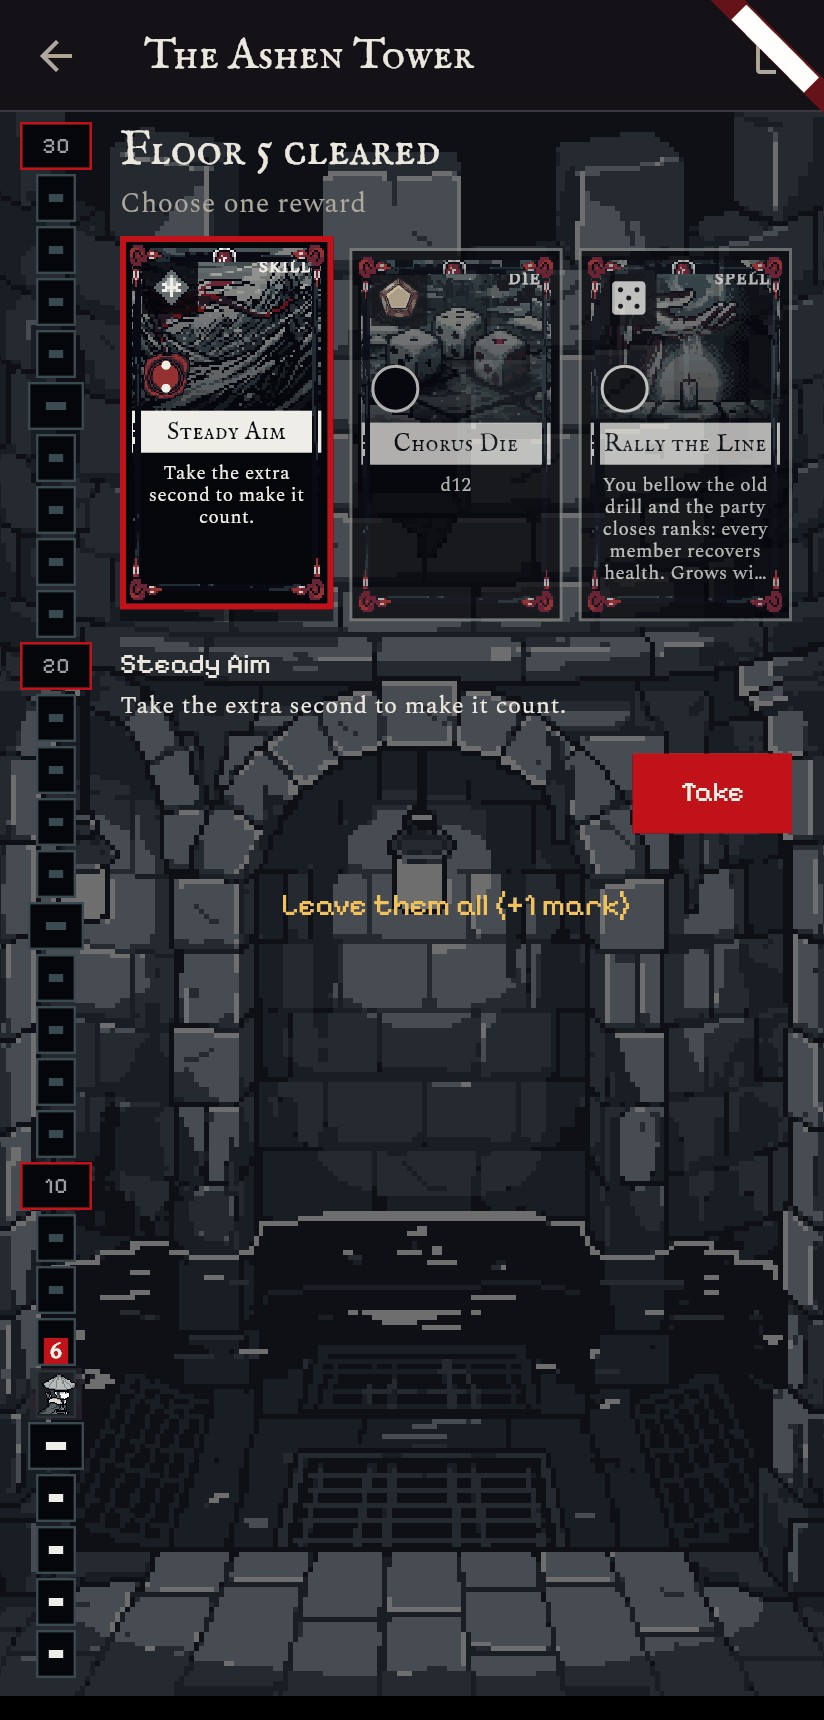 The Ashen Tower
30
Floor 5 cleared
Choose one reward
SKILL
Steady Aim
Take the extra
second to make it
count.
DIE
Chorus Die
d12
SPELL
Rally the Line
You bellow the old
drill and the party
closes ranks: every
member recovers
health. Grows wi…
20
Steady Aim
Take the extra second to make it count.
Take
Leave them all (+1 mark)
10
6